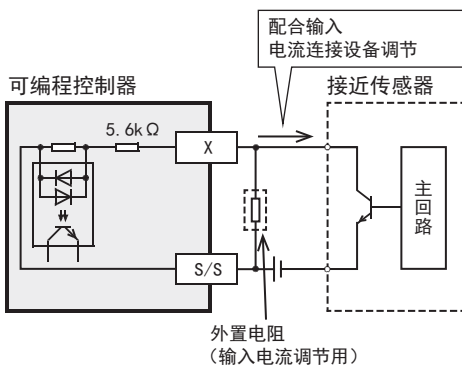 配合输入
电流连接设备调节
可编程控制器
接近传感器
5.6kΩ
X
主回路
S/S
外置电阻
（输入电流调节用）